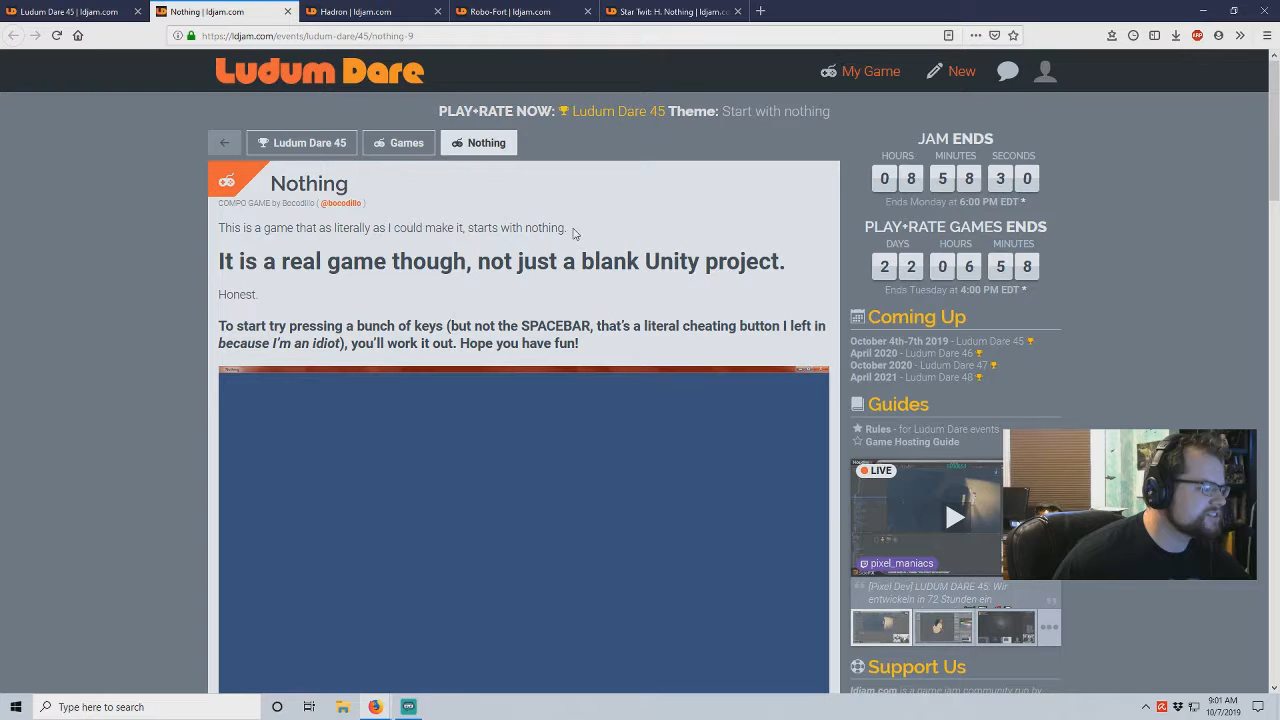 Ludum Dare 45 | ldjam.com
Nothing | ldjam.com
Hadron | ldjam.com
Robo-Fort | ldjam.com
Star Twit: H. Nothing | ldjam.co
https://ldjam.com/events/ludum-dare/45/nothing-9
LuDum DarE
My Game
New
PLAY+RATE NOW: Ludum Dare 45 Theme: Start with nothing
Ludum Dare 45
Games
Nothing
Nothing
COMPO GAME by Bocodillo ( @bocodillo )
This is a game that as literally as I could make it, starts with nothing.
It is a real game though, not just a blank Unity project.
Honest.
To start try pressing a bunch of keys (but not the SPACEBAR, that's a literal cheating button I left in
because I'm an idiot), you'll work it out. Hope you have fun!
JAM ENDS
HOURS MINUTES SECONDS
0 8 5 8 3 0
Ends Monday at 6:00 PM EDT *
PLAY+RATE GAMES ENDS
DAYS HOURS MINUTES
2 2 0 6 5 8
Ends Tuesday at 4:00 PM EDT *
Coming Up
October 4th-7th 2019 - Ludum Dare 45
April 2020 - Ludum Dare 46
October 2020 - Ludum Dare 47
April 2021 - Ludum Dare 48
Guides
Rules - for Ludum Dare events
Game Hosting Guide
LIVE
pixel_maniacs
[Pixel Dev] LUDUM DARE 45: Wir
entwickeln in 72 Stunden ein
Support Us
ldjam.com is a game jam community run by
Type here to search
9:01 AM
10/7/2019